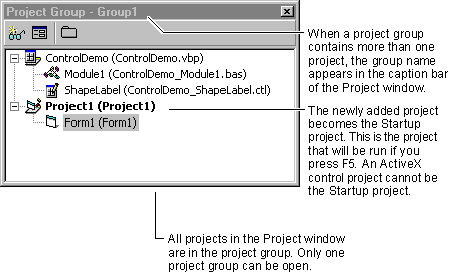 Project Group - Group1
ControlDemo (ControlDemo.vbp)
Module1 (ControlDemo_Module1.bas)
ShapeLabel (ControlDemo_ShapeLabel.ctl)
Project1 (Project1)
Form1 (Form1)
When a project group
contains more than one
project, the group name
appears in the caption bar
of the Project window.
The newly added project
becomes the Startup
project. This is the project
that will be run if you
press F5. An ActiveX
control project cannot be
the Startup project.
All projects in the Project window
are in the project group. Only one
project group can be open.